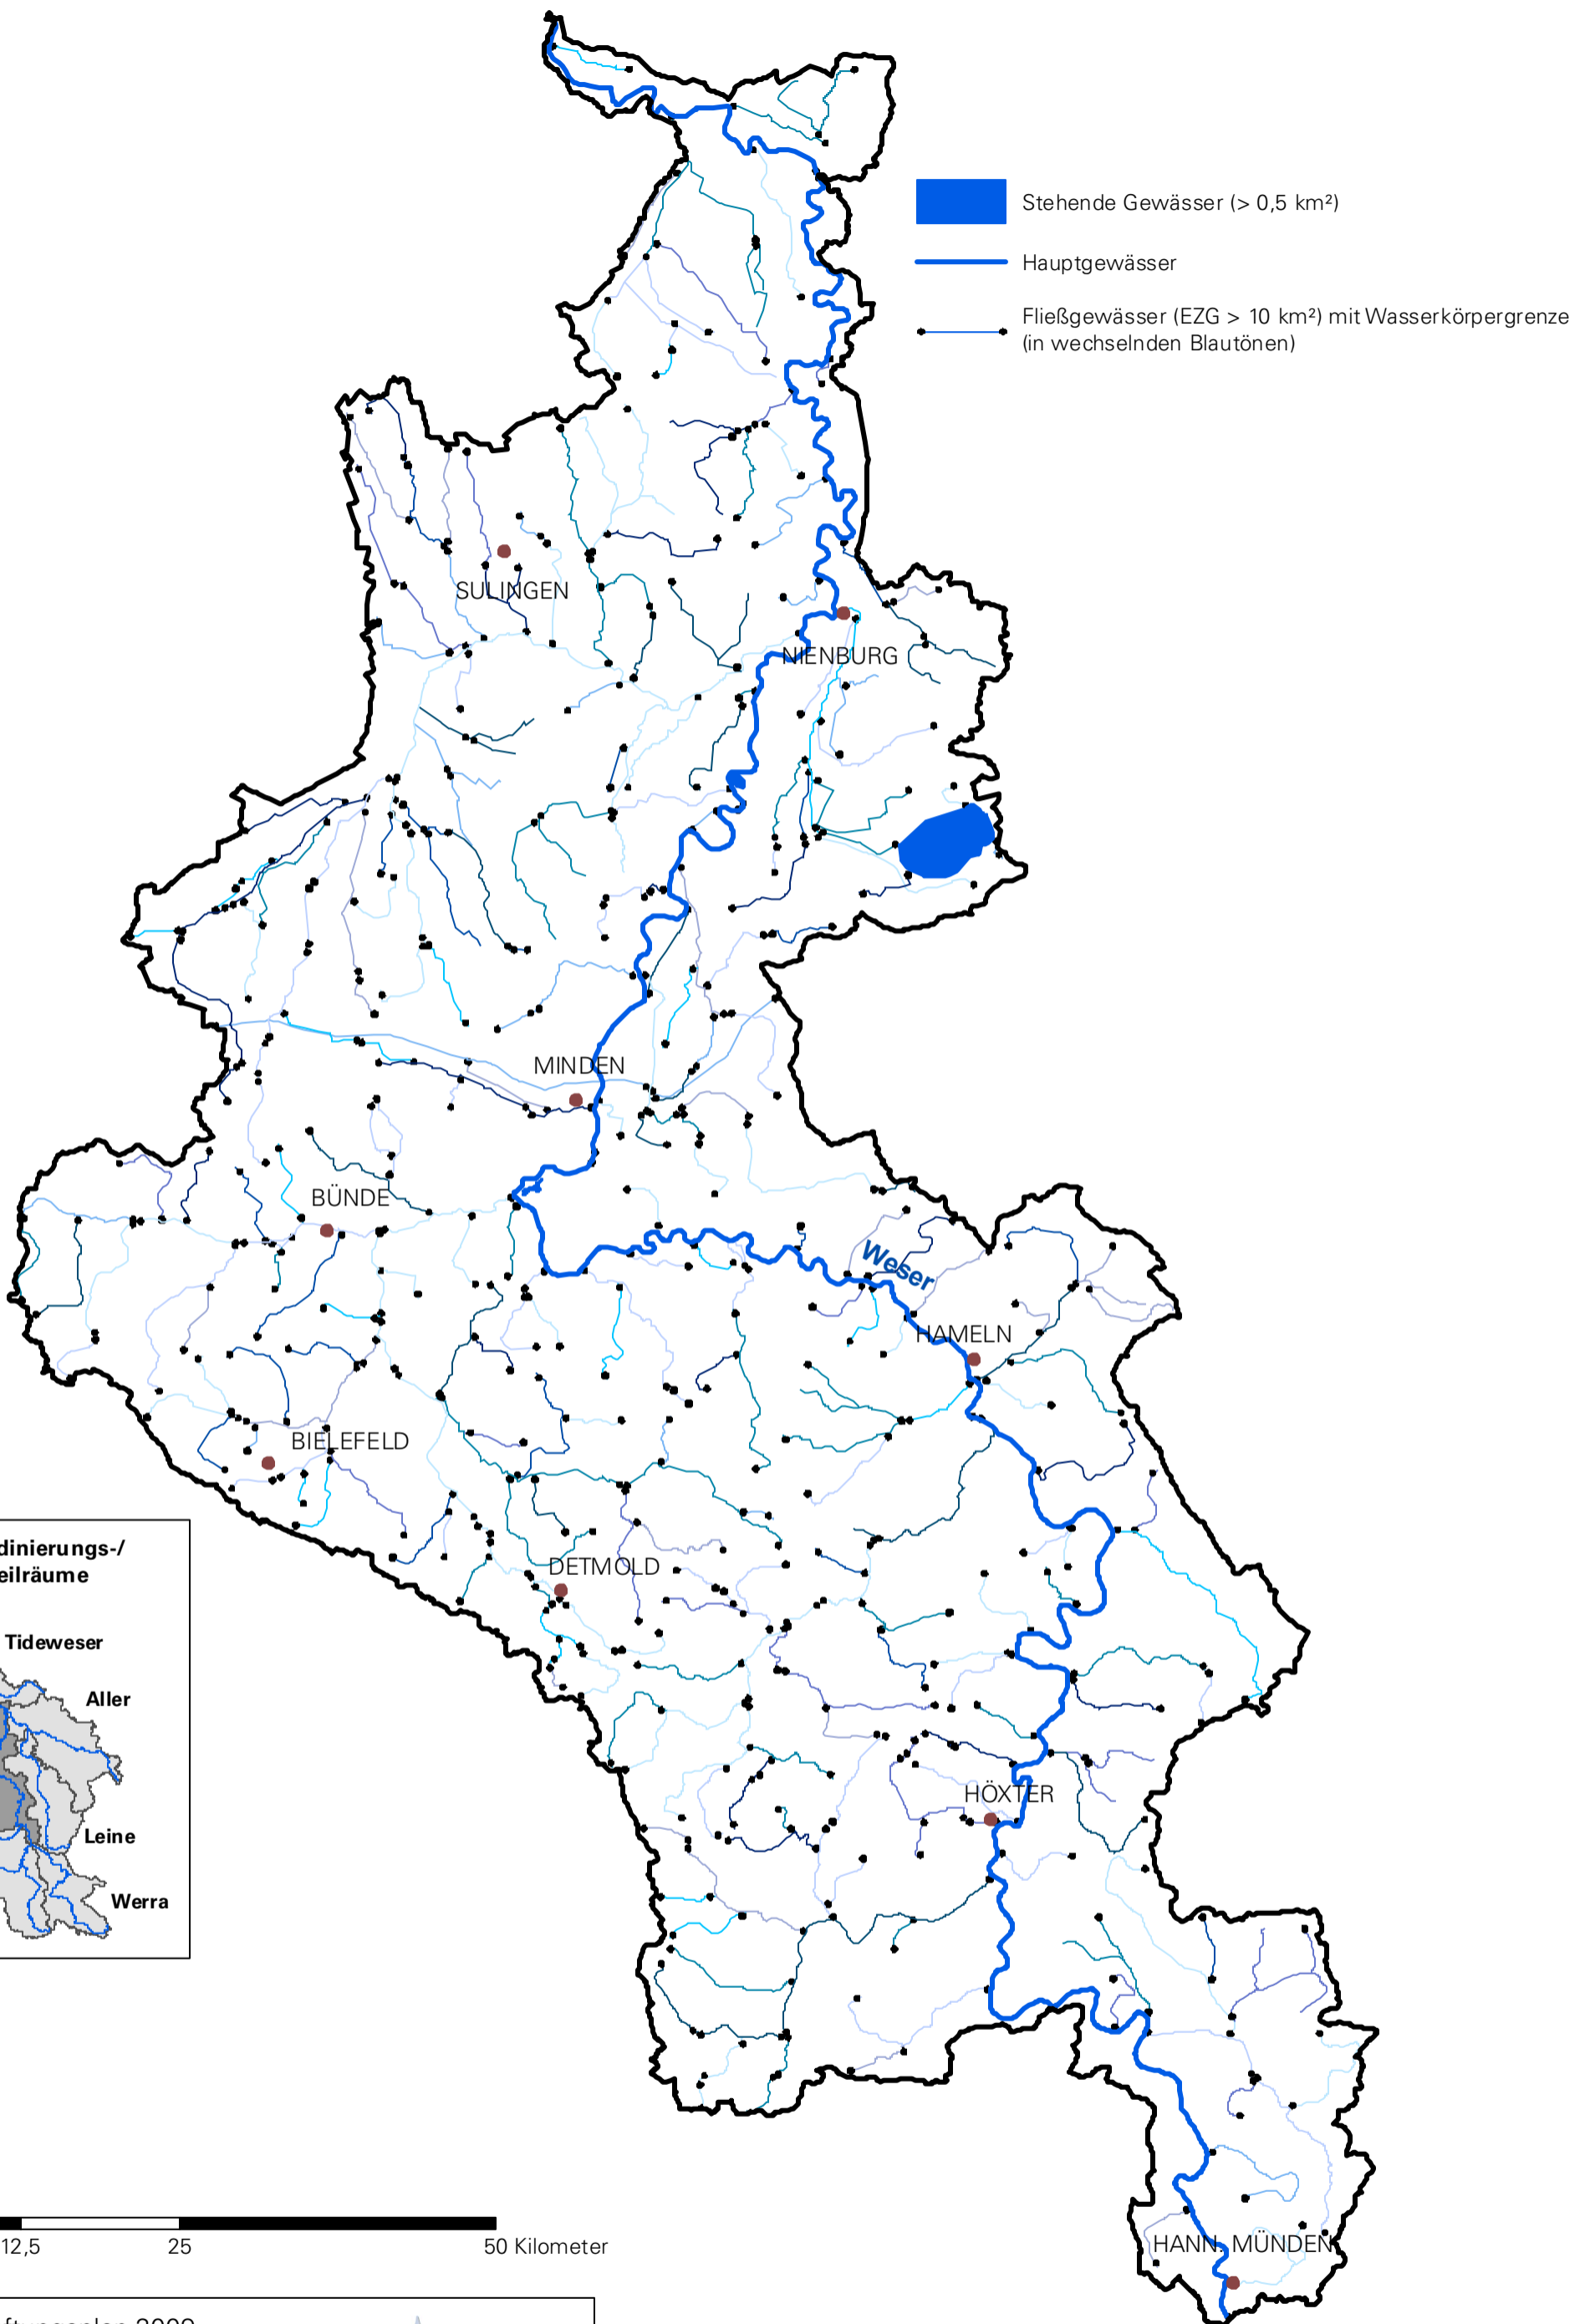 Stehende Gewässer (> 0,5 km²)
Hauptgewässer
Fließgewässer (EZG > 10 km²) mit Wasserkörpergrenze
(in wechselnden Blautönen)
SULINGEN
NIENBURG
MINDEN
BÜNDE
Weser
HAMELN
BIELEFELD
DETMOLD
dinierungs-/
eilräume
Tideweser
Aller
Leine
Werra
HÖXTER
HANN. MÜNDEN
12,5 25 50 Kilometer